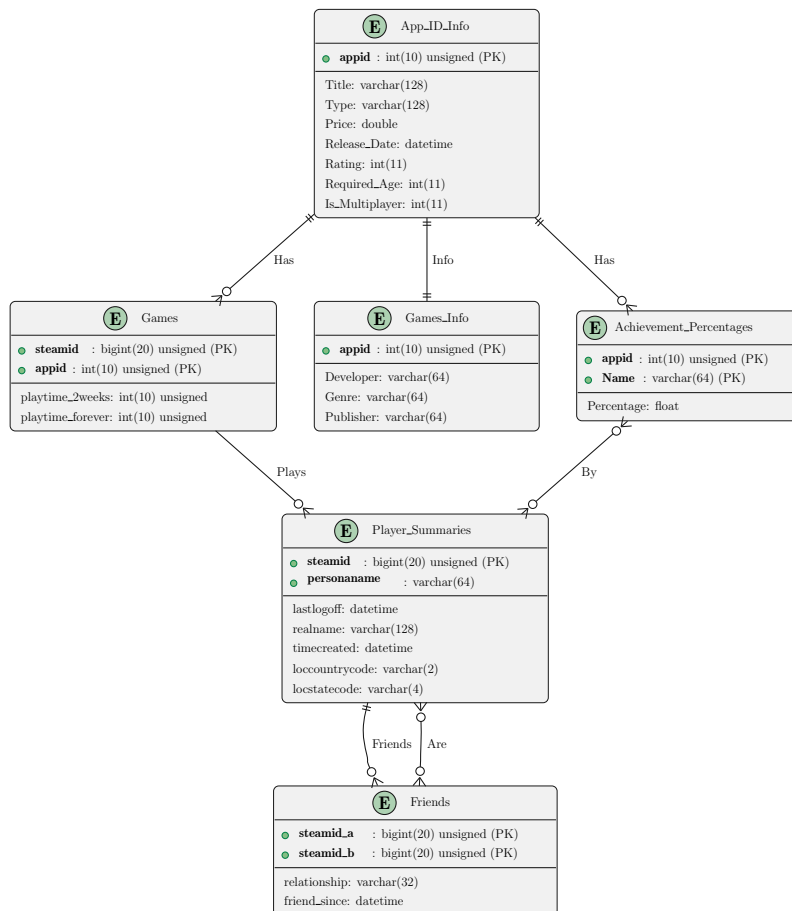 E App_ID_Info
appid : int(10) unsigned (PK)
Title: varchar(128)
Type: varchar(128)
Price: double
Release_Date: datetime
Rating: int(11)
Required_Age: int(11)
Is_Multiplayer: int(11)
Has
Info
Has
E Games
steamid : bigint(20) unsigned (PK)
appid : int(10) unsigned (PK)
playtime_2weeks: int(10) unsigned
playtime_forever: int(10) unsigned
E Games_Info
appid : int(10) unsigned (PK)
Developer: varchar(64)
Genre: varchar(64)
Publisher: varchar(64)
E Achievement_Percentages
appid : int(10) unsigned (PK)
Name : varchar(64) (PK)
Percentage: float
Plays
By
E Player_Summaries
steamid : bigint(20) unsigned (PK)
personaname : varchar(64)
lastlogoff: datetime
realname: varchar(128)
timecreated: datetime
loccountrycode: varchar(2)
locstatecode: varchar(4)
Friends
Are
E Friends
steamid_a : bigint(20) unsigned (PK)
steamid_b : bigint(20) unsigned (PK)
relationship: varchar(32)
friend_since: datetime